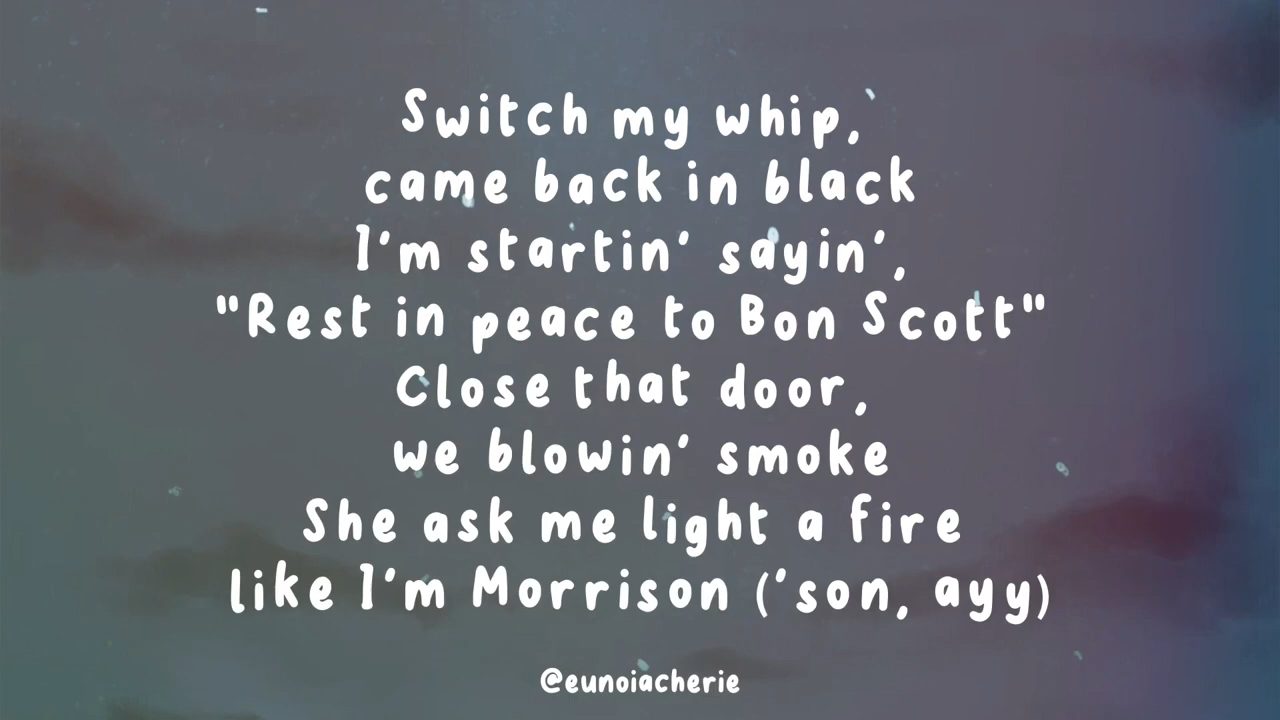 Switch my whip,
came back in black
I'm startin' sayin',
"Rest in peace to Bon Scott"
Close that door,
we blowin' smoke
She ask me light a fire
like I'm Morrison ('son, ayy)
@eunoiacherie